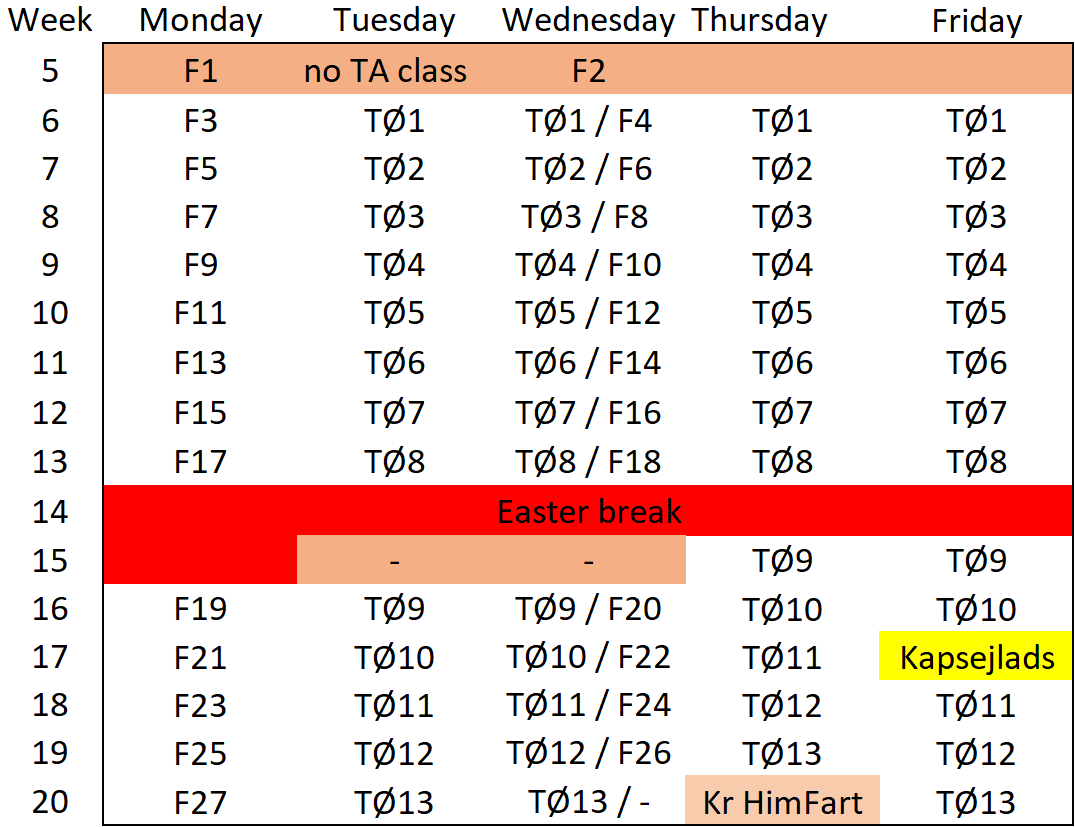 Week Monday Tuesday Wednesday Thursday Friday
5 F1 no TA class F2
6 F3 TØ1 TØ1 / F4 TØ1 TØ1
7 F5 TØ2 TØ2 / F6 TØ2 TØ2
8 F7 TØ3 TØ3 / F8 TØ3 TØ3
9 F9 TØ4 TØ4 / F10 TØ4 TØ4
10 F11 TØ5 TØ5 / F12 TØ5 TØ5
11 F13 TØ6 TØ6 / F14 TØ6 TØ6
12 F15 TØ7 TØ7 / F16 TØ7 TØ7
13 F17 TØ8 TØ8 / F18 TØ8 TØ8
14 Easter break
15 - - TØ9 TØ9
16 F19 TØ9 TØ9 / F20 TØ10 TØ10
17 F21 TØ10 TØ10 / F22 TØ11 Kapsejlads
18 F23 TØ11 TØ11 / F24 TØ12 TØ11
19 F25 TØ12 TØ12 / F26 TØ13 TØ12
20 F27 TØ13 TØ13 / - Kr HimFart TØ13